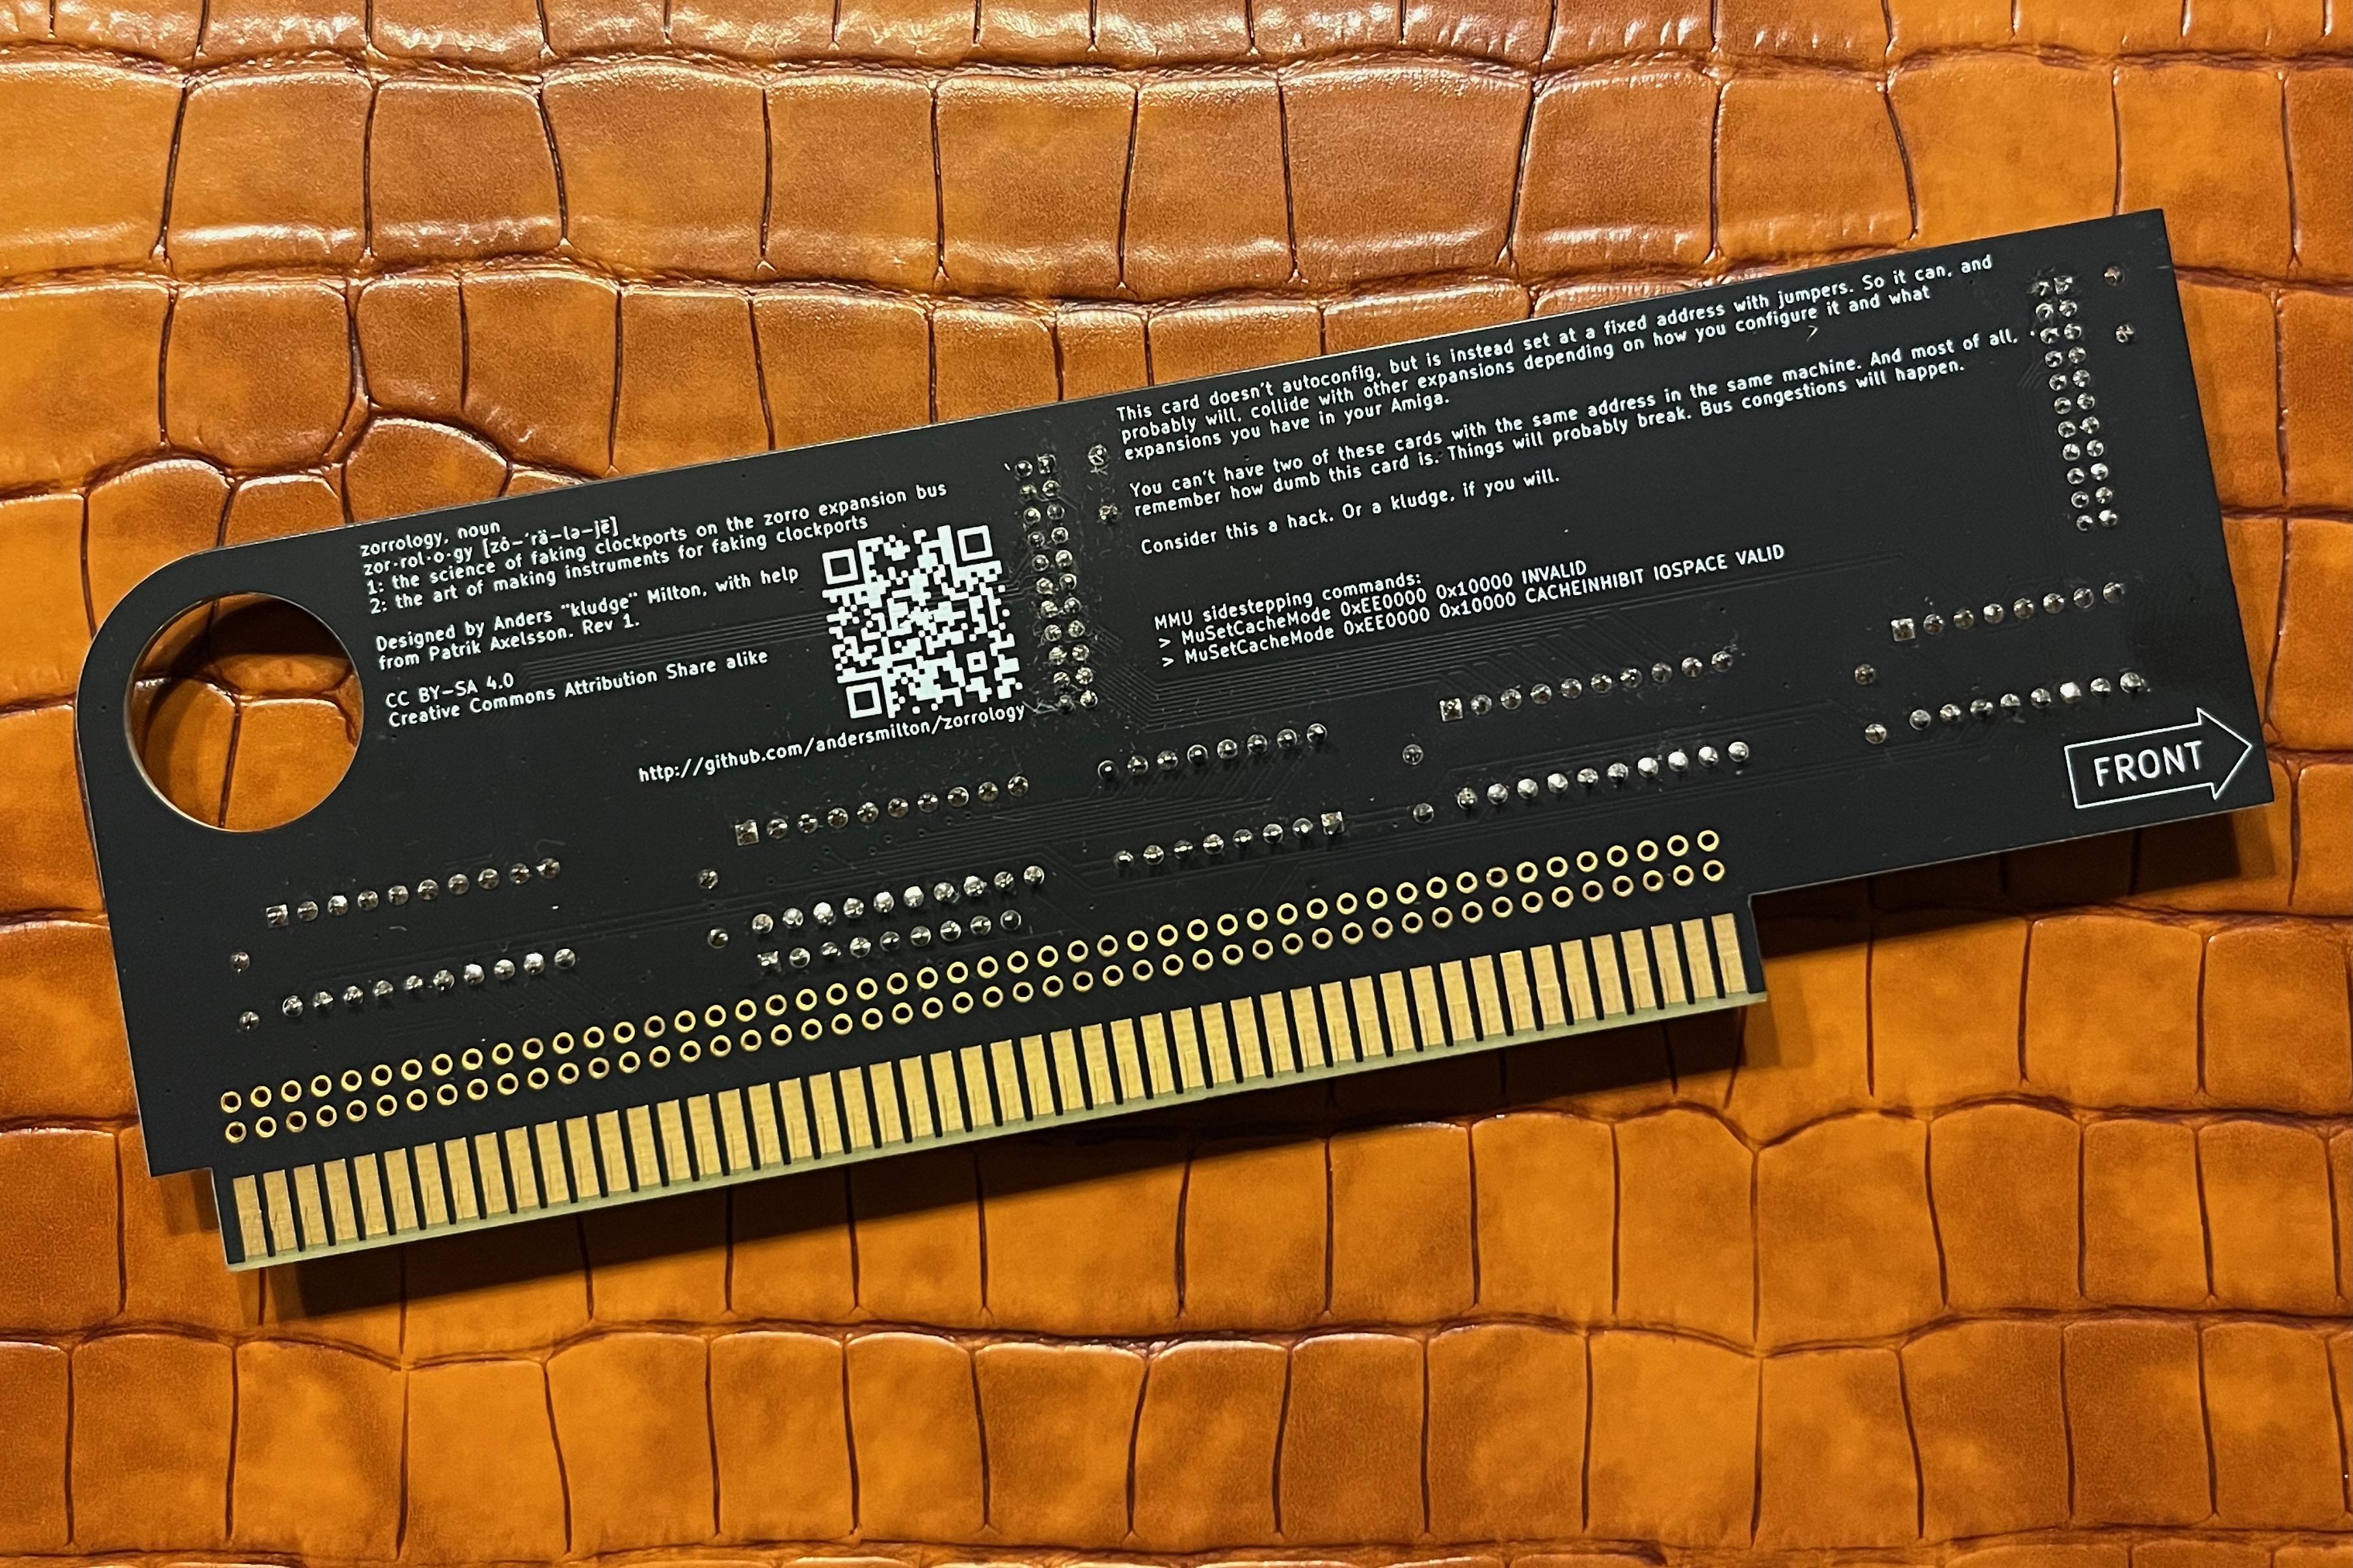 zorrology, noun
zor·rol·o·gy [zȯ-ˈrä-lə-jē]
1: the science of faking clockports on the zorro expansion bus
2: the art of making instruments for faking clockports
Designed by Anders "kludge" Milton, with help
from Patrik Axelsson. Rev 1.
CC BY-SA 4.0
Creative Commons Attribution Share alike
http://github.com/andersmilton/zorrology
This card doesn't autoconfig, but is instead set at a fixed address with jumpers. So it can, and
probably will, collide with other expansions depending on how you configure it and what
expansions you have in your Amiga.
You can't have two of these cards with the same address in the same machine. And most of all,
remember how dumb this card is. Things will probably break. Bus congestions will happen.
Consider this a hack. Or a kludge, if you will.
MMU sidestepping commands:
> MuSetCacheMode 0xEE0000 0x10000 INVALID
> MuSetCacheMode 0xEE0000 0x10000 CACHEINHIBIT IOSPACE VALID
FRONT